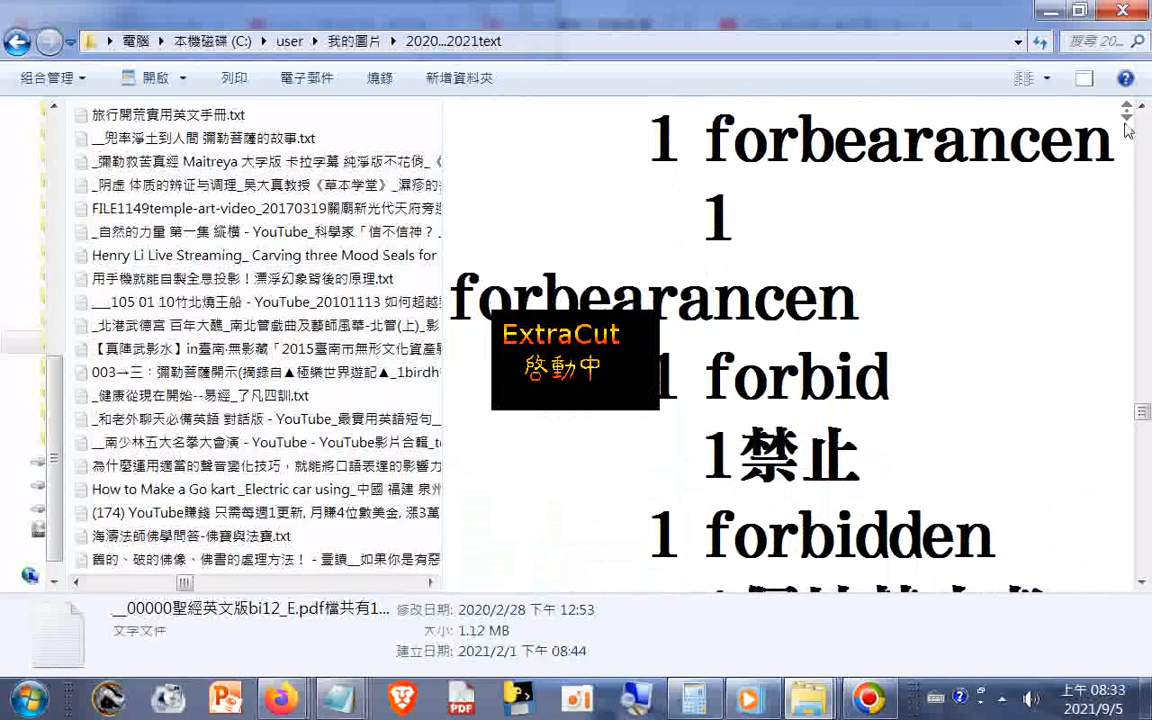 電腦 本機磁碟 (C:) user 我的圖片 2020...2021text
搜尋 20...
組合管理 開啟 列印 電子郵件 燒錄 新增資料夾
旅行開荒實用英文手冊.txt
__兜率淨土到人間 彌勒菩薩的故事.txt
_彌勒救苦真經 Maitreya 大字版 卡拉字幕 純淨版不花俏_《
_阴虚 体质的辨证与调理_吴大真教授《草本学堂》_濕疹的
FILE1149temple-art-video_20170319關廟新光代天府旁
_自然的力量 第一集 縱橫 - YouTube_科學家「信不信神?
Henry Li Live Streaming_ Carving three Mood Seals for
用手機就能自製全息投影！漂浮幻象背後的原理.txt
___105 01 10竹北燒王船 - YouTube_20101113 如何超越
_北港武德宮 百年大醮_南北管戲曲及藝師風華-北管(上)_影
【真陣武影水】in臺南·無影藏「2015臺南市無形文化資產
003→三：彌勒菩薩開示(摘錄自▲極樂世界遊記▲_1birdh
_健康從現在開始--易經_了凡四訓.txt
_和老外聊天必備英語 對話版 - YouTube_最實用英語短句
__南少林五大名拳大會演 - YouTube - YouTube影片合輯_t
為什麼運用適當的聲音變化技巧，就能將口語表達的影響力
How to Make a Go kart _Electric car using_中國 福建 泉州
(174) YouTube賺錢 只需每週1更新, 月賺4位數美金, 漲3萬
海濤法師佛學問答-佛寶與法寶.txt
舊的、破的佛像、佛書的處理方法！ - 壹讀__如果你是有惡
1 forbearancen
1
forbearancen
1 forbid
1禁止
1 forbidden
ExtraCut
啓動中
__00000聖經英文版bi12_E.pdf檔共有1...
文字文件
修改日期: 2020/2/28 下午 12:53
大小: 1.12 MB
建立日期: 2021/2/1 下午 08:44
上午 08:33
2021/9/5